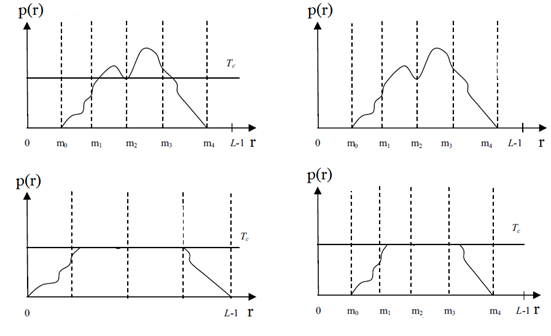 p(r) p(r)
T_c
0 m₀ m₁ m₂ m₃ m₄ L-1 r 0 m₀ m₁ m₂ m₃ m₄ L-1 r
p(r) p(r)
T_c T_c
0 L-1 r 0 m₀ m₁ m₂ m₃ m₄ L-1 r